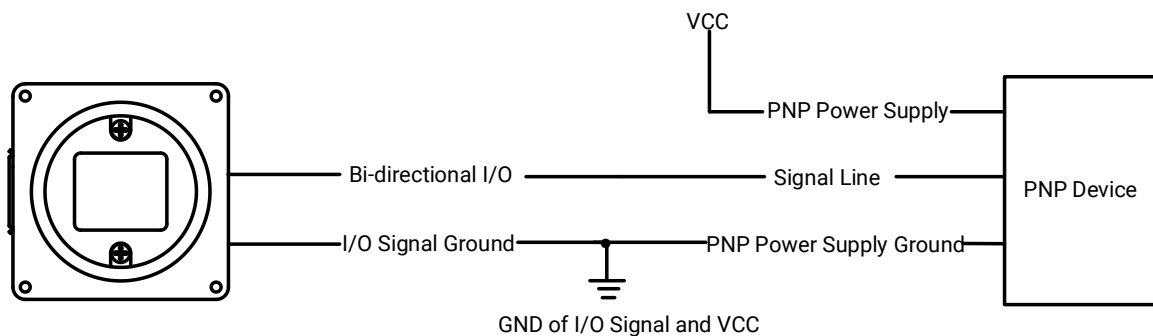 VCC
PNP Power Supply
Bi-directional I/O
Signal Line
PNP Device
I/O Signal Ground
PNP Power Supply Ground
GND of I/O Signal and VCC